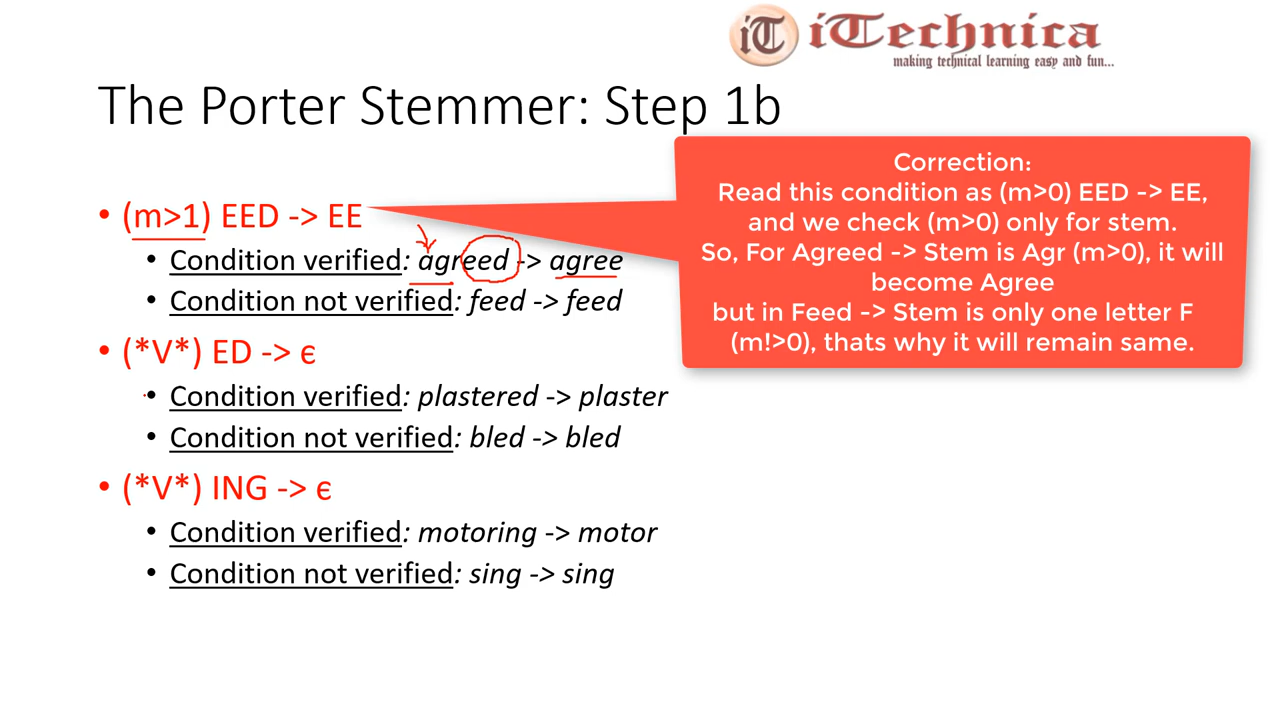 iT iTechnica
making technical learning easy and fun...
The Porter Stemmer: Step 1b
Correction:
Read this condition as (m>0) EED -> EE,
and we check (m>0) only for stem.
So, For Agreed -> Stem is Agr (m>0), it will
become Agree
but in Feed -> Stem is only one letter F
(m!>0), thats why it will remain same.
• (m>1) EED -> EE
• Condition verified: agreed -> agree
• Condition not verified: feed -> feed
• (*V*) ED -> є
• Condition verified: plastered -> plaster
• Condition not verified: bled -> bled
• (*V*) ING -> є
• Condition verified: motoring -> motor
• Condition not verified: sing -> sing